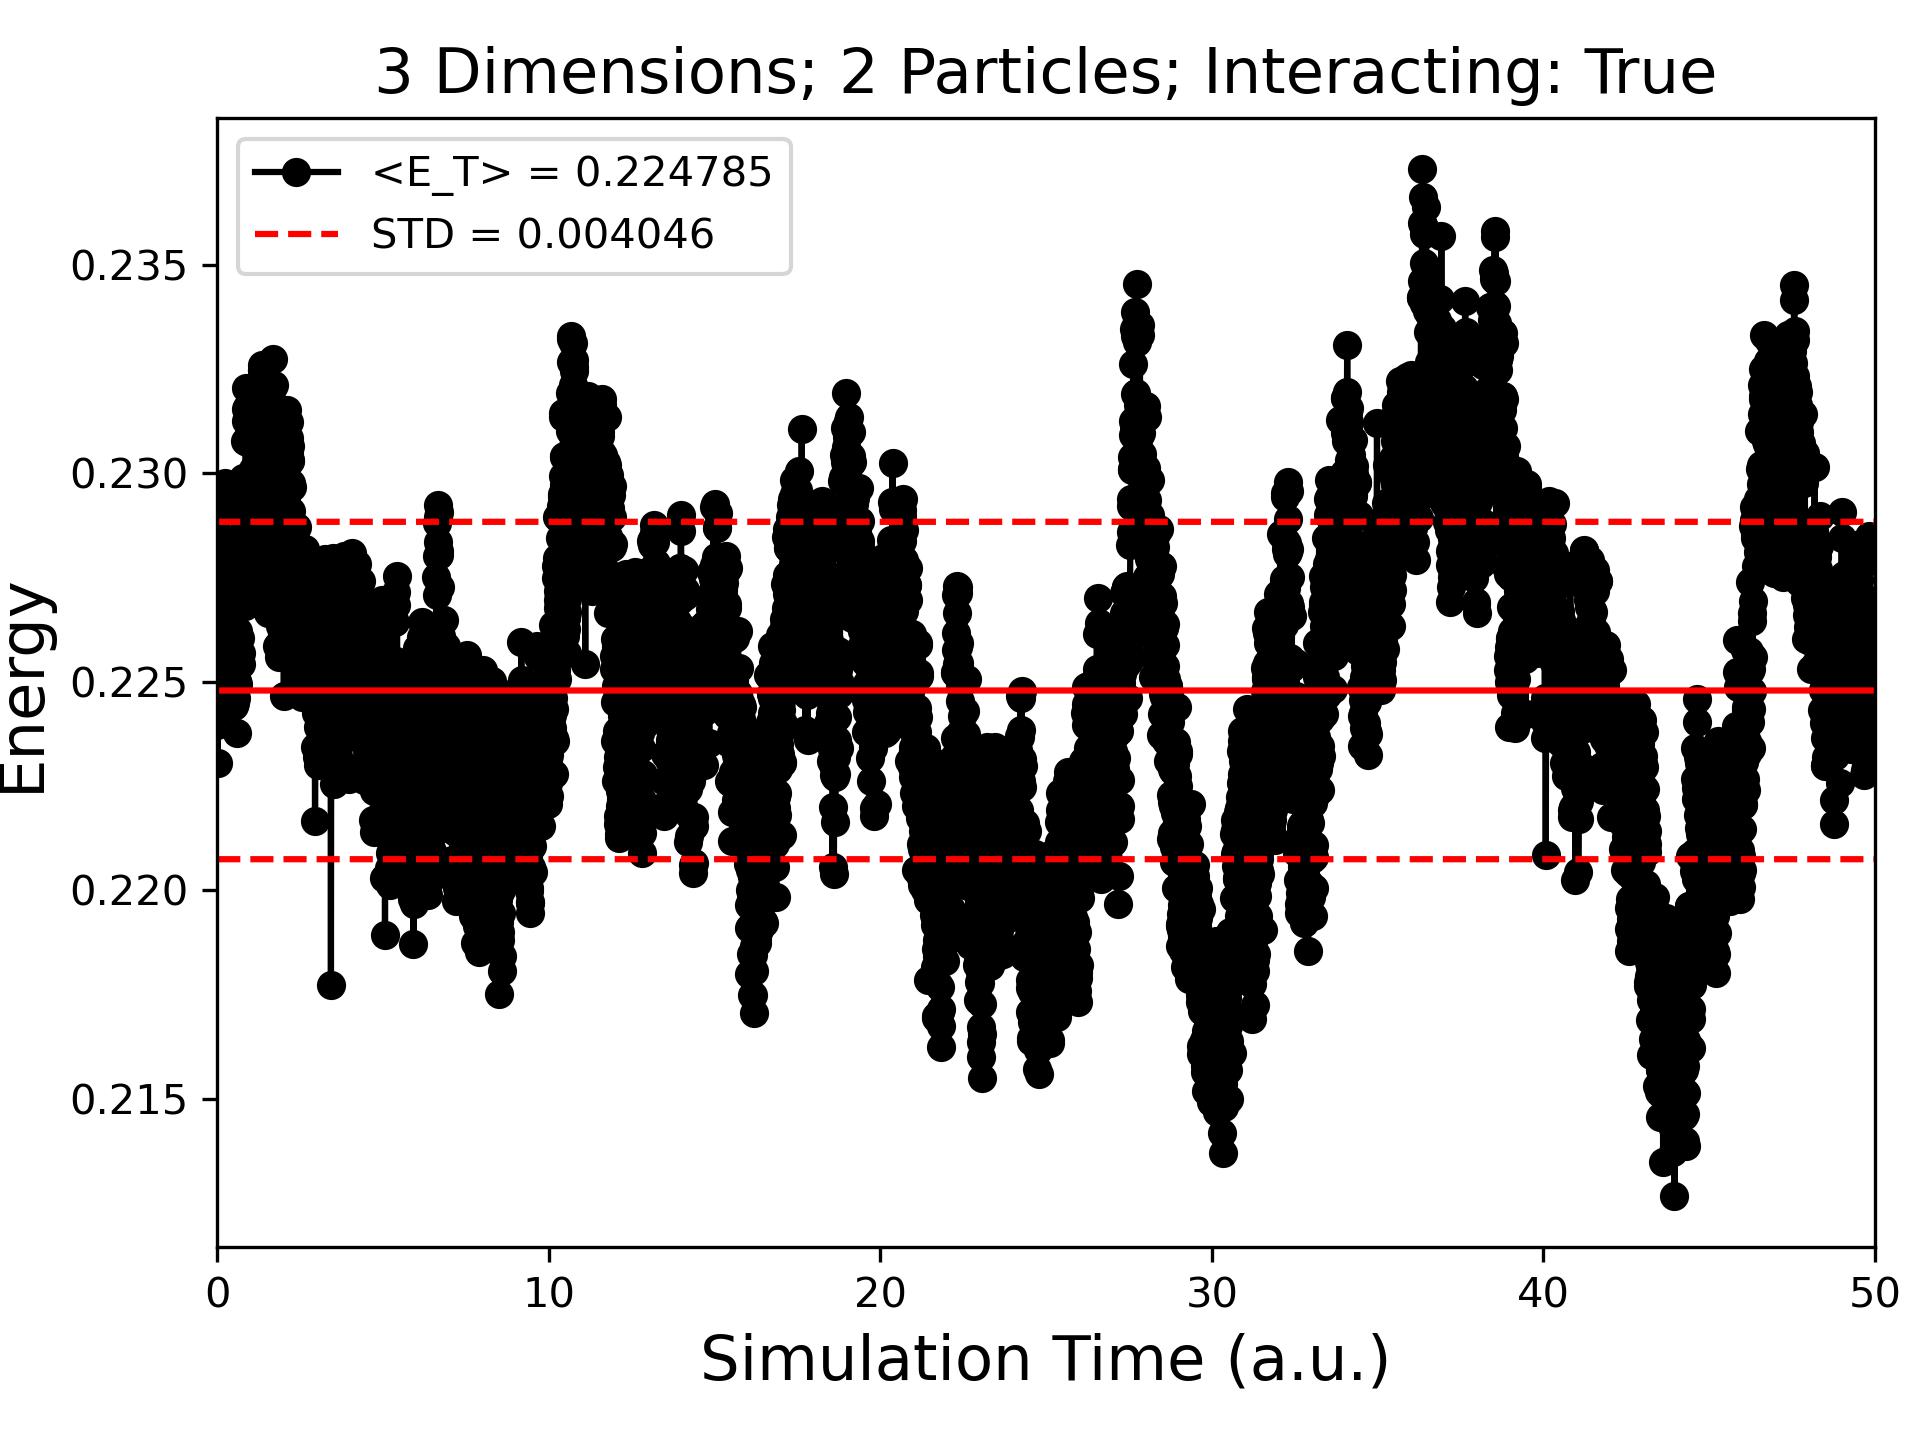 3 Dimensions; 2 Particles; Interacting: True
<E_T> = 0.224785
STD = 0.004046
Energy
0.235
0.230
0.225
0.220
0.215
0
10
20
30
40
50
Simulation Time (a.u.)